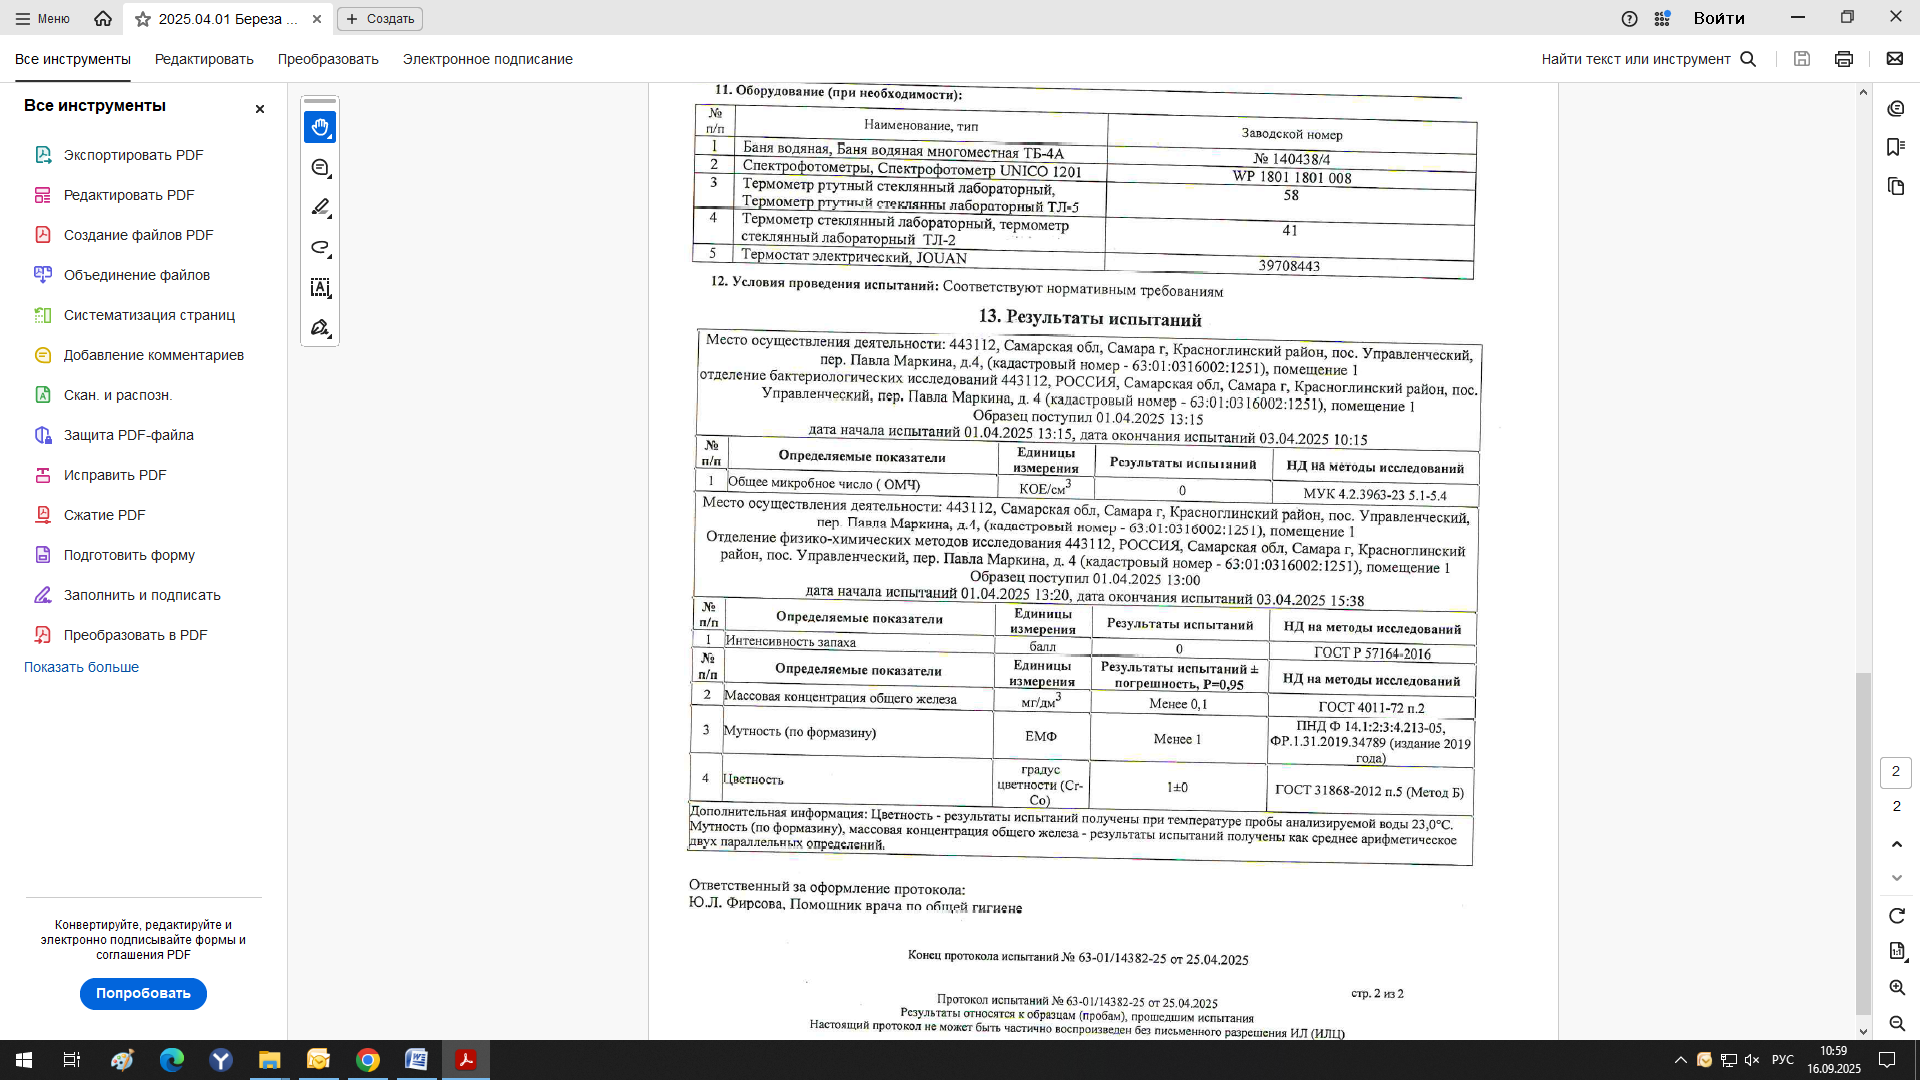 Меню
2025.04.01 Береза ...
Создать
Войти
Все инструменты
Редактировать
Преобразовать
Электронное подписание
Найти текст или инструмент
Все инструменты
Экспортировать PDF
Редактировать PDF
Создание файлов PDF
Объединение файлов
Систематизация страниц
Добавление комментариев
Скан. и распозн.
Защита PDF-файла
Исправить PDF
Сжатие PDF
Подготовить форму
Заполнить и подписать
Преобразовать в PDF
Показать больше
Конвертируйте, редактируйте и
электронно подписывайте формы и
соглашения PDF
Попробовать
11. Оборудование (при необходимости):
№ п/п Наименование, тип Заводской номер
1 Баня водяная, Баня водяная многоместная ТБ-4А № 140438/4
2 Спектрофотометры, Спектрофотометр UNICO 1201 WP 1801 1801 008
3 Термометр ртутный стеклянный лабораторный, 58
Термометр ртутный стеклянны лабораторный ТЛ-5
4 Термометр стеклянный лабораторный, термометр 41
стеклянный лабораторный ТЛ-2
5 Термостат электрический, JOUAN 39708443
12. Условия проведения испытаний: Соответствуют нормативным требованиям
13. Результаты испытаний
Место осуществления деятельности: 443112, Самарская обл, Самара г, Красноглинский район, пос. Управленческий,
пер. Павла Маркина, д.4, (кадастровый номер - 63:01:0316002:1251), помещение 1
отделение бактериологических исследований 443112, РОССИЯ, Самарская обл, Самара г, Красноглинский район, пос.
Управленческий, пер. Павла Маркина, д. 4 (кадастровый номер - 63:01:0316002:1251), помещение 1
Образец поступил 01.04.2025 13:15
дата начала испытаний 01.04.2025 13:15, дата окончания испытаний 03.04.2025 10:15
№ п/п Определяемые показатели Единицы измерения Результаты испытаний НД на методы исследований
1 Общее микробное число ( ОМЧ) КОЕ/см3 0 МУК 4.2.3963-23 5.1-5.4
Место осуществления деятельности: 443112, Самарская обл, Самара г, Красноглинский район, пос. Управленческий,
пер. Павла Маркина, д.4, (кадастровый номер - 63:01:0316002:1251), помещение 1
Отделение физико-химических методов исследования 443112, РОССИЯ, Самарская обл, Самара г, Красноглинский
район, пос. Управленческий, пер. Павла Маркина, д. 4 (кадастровый номер - 63:01:0316002:1251), помещение 1
Образец поступил 01.04.2025 13:00
дата начала испытаний 01.04.2025 13:20, дата окончания испытаний 03.04.2025 15:38
№ п/п Определяемые показатели Единицы измерения Результаты испытаний НД на методы исследований
1 Интенсивность запаха балл 0 ГОСТ Р 57164-2016
№ п/п Определяемые показатели Единицы измерения Результаты испытаний ± погрешность, P=0,95 НД на методы исследований
2 Массовая концентрация общего железа мг/дм3 Менее 0,1 ГОСТ 4011-72 п.2
3 Мутность (по формазину) ЕМФ Менее 1 ПНД Ф 14.1:2:3:4.213-05, ФР.1.31.2019.34789 (издание 2019 года)
4 Цветность градус цветности (Cr-Co) 1±0 ГОСТ 31868-2012 п.5 (Метод Б)
Дополнительная информация: Цветность - результаты испытаний получены при температуре пробы анализируемой воды 23,0°С.
Мутность (по формазину), массовая концентрация общего железа - результаты испытаний получены как среднее арифметическое
двух параллельных определений.
Ответственный за оформление протокола:
Ю.Л. Фирсова, Помощник врача по общей гигиене
Конец протокола испытаний № 63-01/14382-25 от 25.04.2025
стр. 2 из 2
Протокол испытаний № 63-01/14382-25 от 25.04.2025
Результаты относятся к образцам (пробам), прошедшим испытания
Настоящий протокол не может быть частично воспроизведен без письменного разрешения ИЛ (ИЛЦ)
2
2
1:1
РУС
10:59
16.09.2025